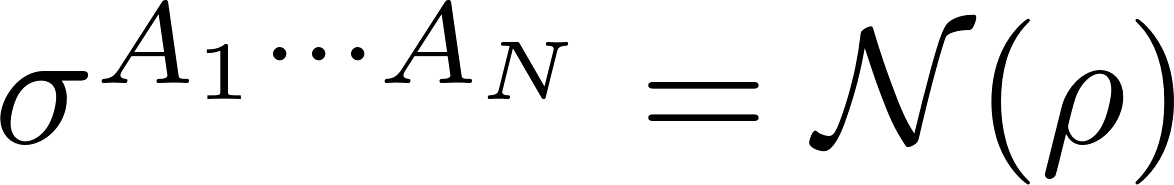 σ^{A_1 ⋯ A_N} = 𝒩(ρ)